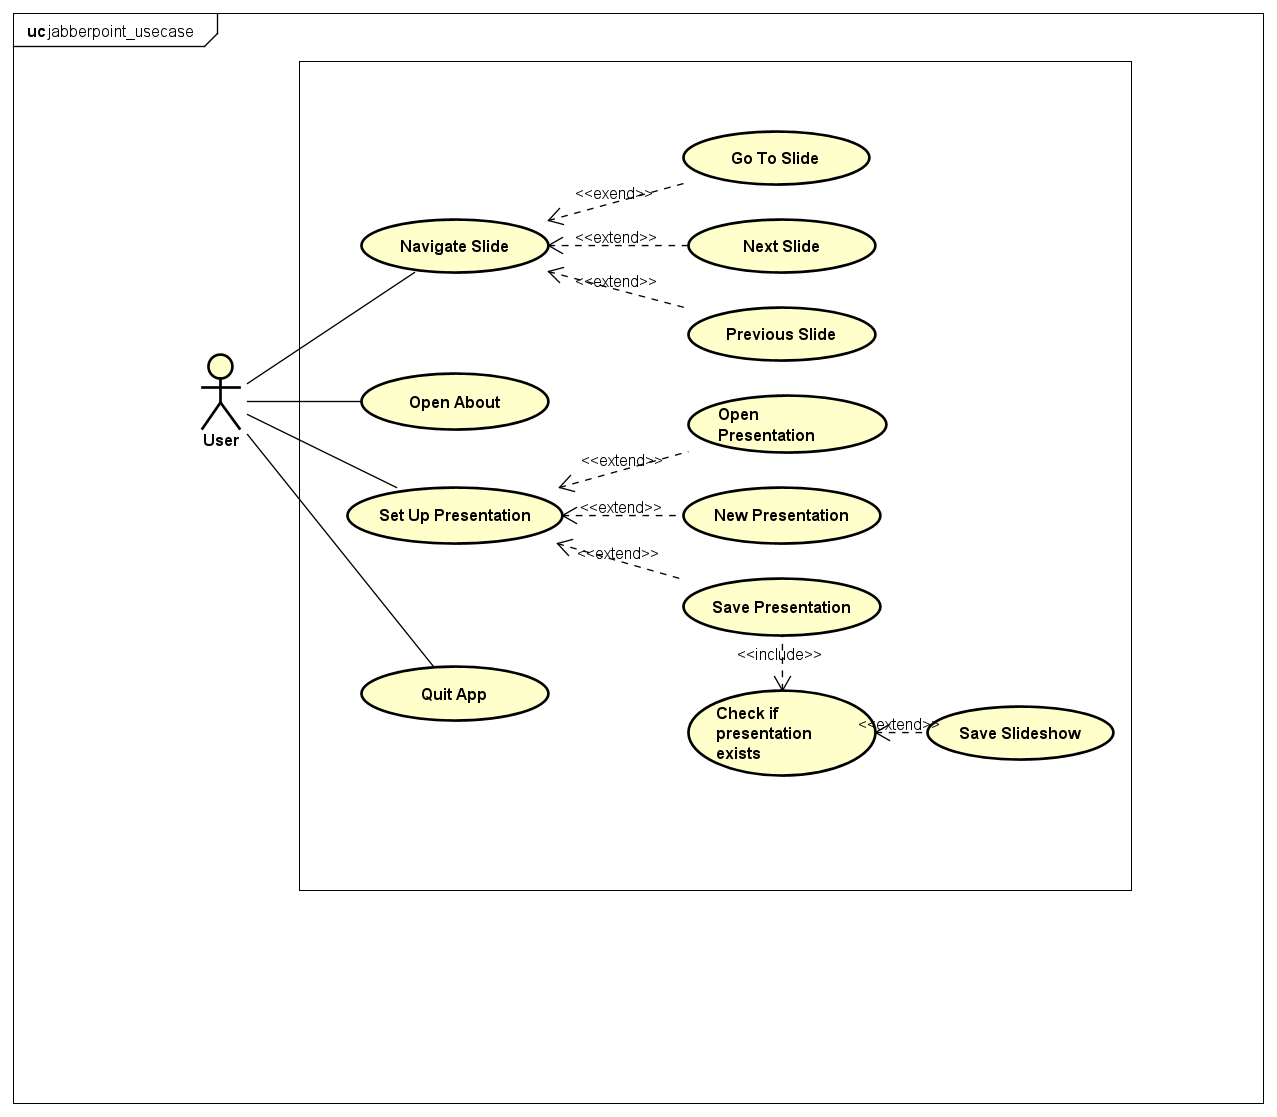 uc jabberpoint_usecase
Go To Slide
<<exend>>
Navigate Slide
<<extend>>
Next Slide
<<extend>>
Previous Slide
User
Open About
Open
Presentation
<<extend>>
Set Up Presentation
<<extend>>
New Presentation
<<extend>>
Save Presentation
<<include>>
Quit App
Check if
presentation
exists
<<extend>>
Save Slideshow